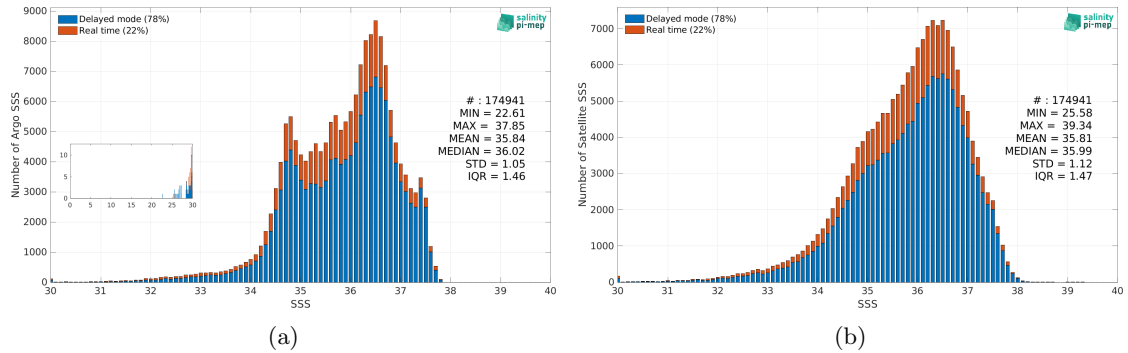 Delayed mode (78%)
Real time (22%)
salinity
pi-mep
# : 174941
MIN = 22.61
MAX = 37.85
MEAN = 35.84
MEDIAN = 36.02
STD = 1.05
IQR = 1.46
Number of Argo SSS
9000
8000
7000
6000
5000
4000
3000
2000
1000
0
10
5
0
0 5 10 15 20 25 30
30 31 32 33 34 35 36 37 38 39 40
SSS
(a)
Delayed mode (78%)
Real time (22%)
salinity
pi-mep
# : 174941
MIN = 25.58
MAX = 39.34
MEAN = 35.81
MEDIAN = 35.99
STD = 1.12
IQR = 1.47
Number of Satellite SSS
7000
6000
5000
4000
3000
2000
1000
0
30 31 32 33 34 35 36 37 38 39 40
SSS
(b)